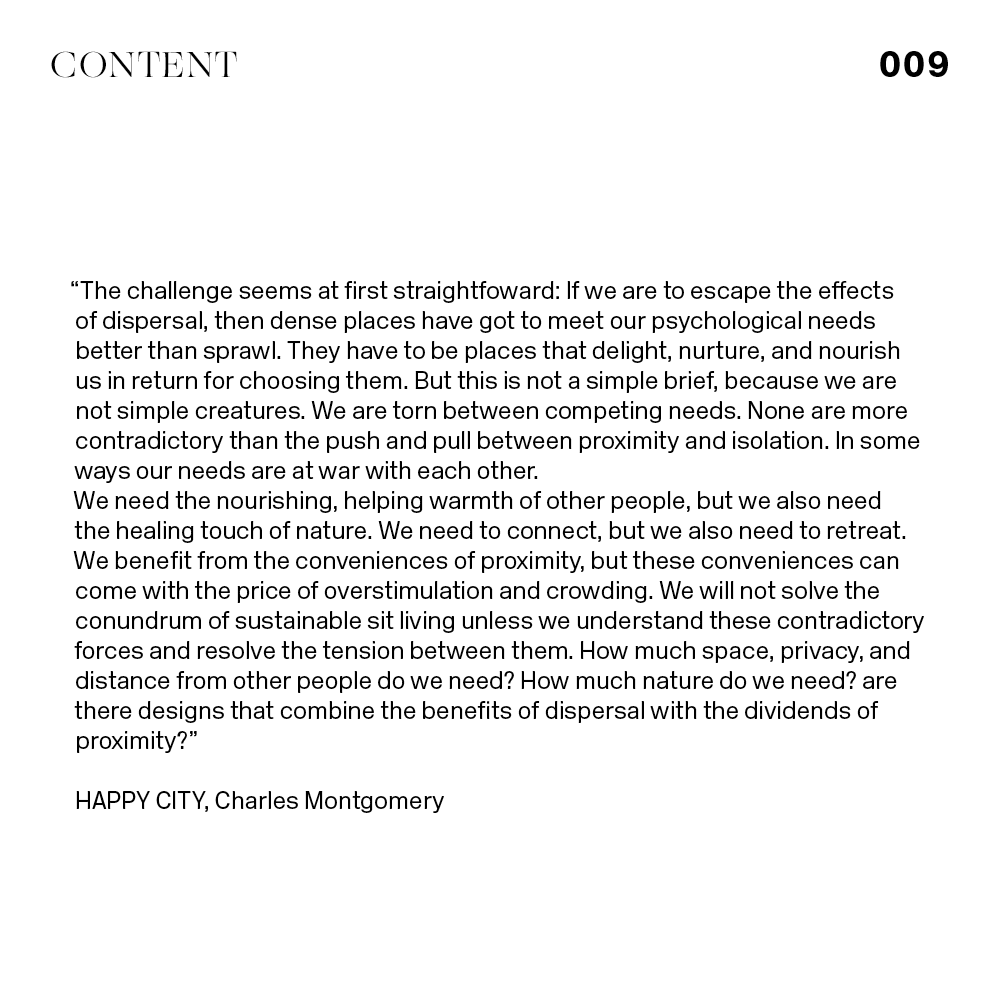 CONTENT
009
“The challenge seems at first straightfoward: If we are to escape the effects
of dispersal, then dense places have got to meet our psychological needs
better than sprawl. They have to be places that delight, nurture, and nourish
us in return for choosing them. But this is not a simple brief, because we are
not simple creatures. We are torn between competing needs. None are more
contradictory than the push and pull between proximity and isolation. In some
ways our needs are at war with each other.
We need the nourishing, helping warmth of other people, but we also need
the healing touch of nature. We need to connect, but we also need to retreat.
We benefit from the conveniences of proximity, but these conveniences can
come with the price of overstimulation and crowding. We will not solve the
conundrum of sustainable sit living unless we understand these contradictory
forces and resolve the tension between them. How much space, privacy, and
distance from other people do we need? How much nature do we need? are
there designs that combine the benefits of dispersal with the dividends of
proximity?”
HAPPY CITY, Charles Montgomery